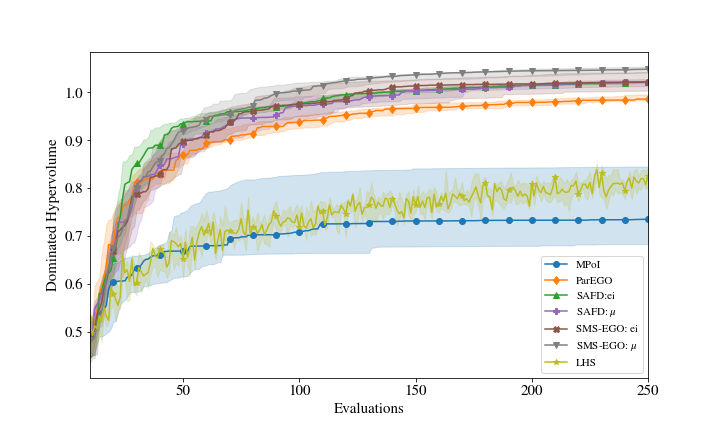 Dominated Hypervolume
1.0
0.9
0.8
0.7
0.6
0.5
50
100
150
200
250
Evaluations
MPoI
ParEGO
SAFD:ei
SAFD: μ
SMS-EGO: ei
SMS-EGO: μ
LHS